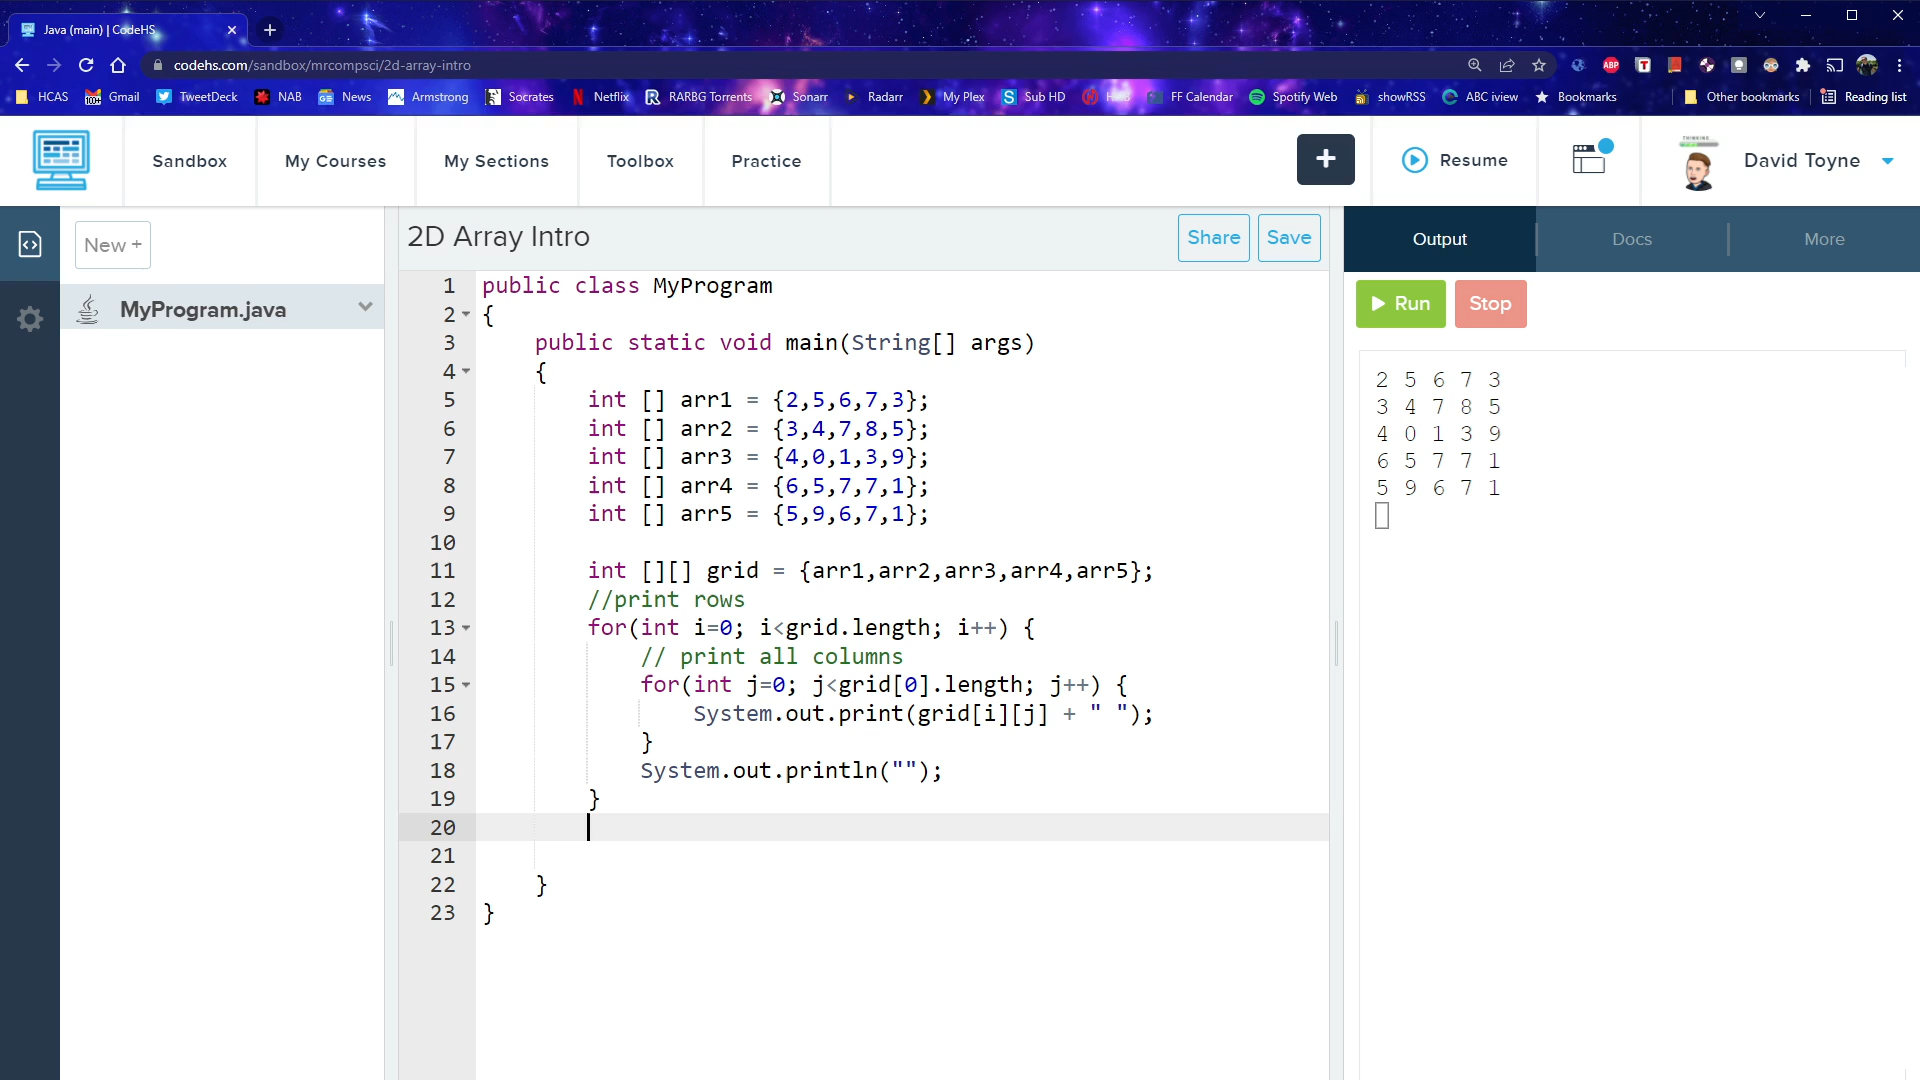 Java (main) | CodeHS
codehs.com/sandbox/mrcompsci/2d-array-intro
HCAS Gmail TweetDeck NAB News Armstrong Socrates Netflix RARBG Torrents Sonarr Radarr My Plex Sub HD FF Calendar Spotify Web showRSS ABC iview Bookmarks Other bookmarks Reading list
Sandbox My Courses My Sections Toolbox Practice + Resume David Toyne
New +
MyProgram.java
2D Array Intro
Share Save
1 public class MyProgram
2 {
3 public static void main(String[] args)
4 {
5 int [] arr1 = {2,5,6,7,3};
6 int [] arr2 = {3,4,7,8,5};
7 int [] arr3 = {4,0,1,3,9};
8 int [] arr4 = {6,5,7,7,1};
9 int [] arr5 = {5,9,6,7,1};
10
11 int [][] grid = {arr1,arr2,arr3,arr4,arr5};
12 //print rows
13 for(int i=0; i<grid.length; i++) {
14 // print all columns
15 for(int j=0; j<grid[0].length; j++) {
16 System.out.print(grid[i][j] + " ");
17 }
18 System.out.println("");
19 }
20
21
22 }
23 }
Output Docs More
Run Stop
2 5 6 7 3
3 4 7 8 5
4 0 1 3 9
6 5 7 7 1
5 9 6 7 1